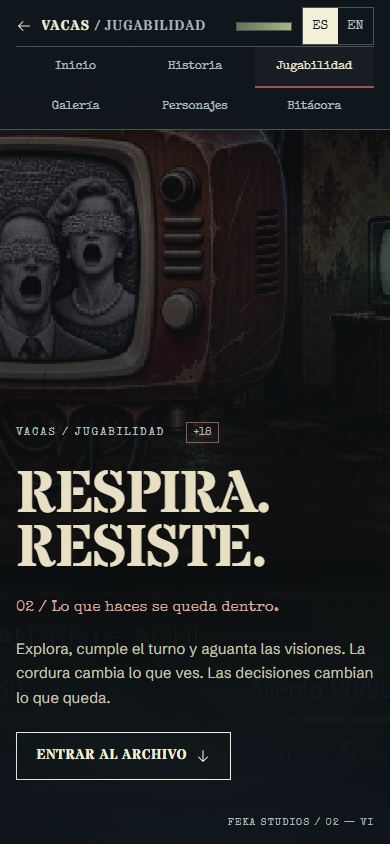 ← VACAS / JUGABILIDAD ES EN
Inicio Historia Jugabilidad
Galería Personajes Bitácora
VACAS / JUGABILIDAD +18
RESPIRA.
RESISTE.
02 / Lo que haces se queda dentro.
Explora, cumple el turno y aguanta las visiones. La
cordura cambia lo que ves. Las decisiones cambian
lo que queda.
ENTRAR AL ARCHIVO ↓
FEKA STUDIOS / 02 — VI